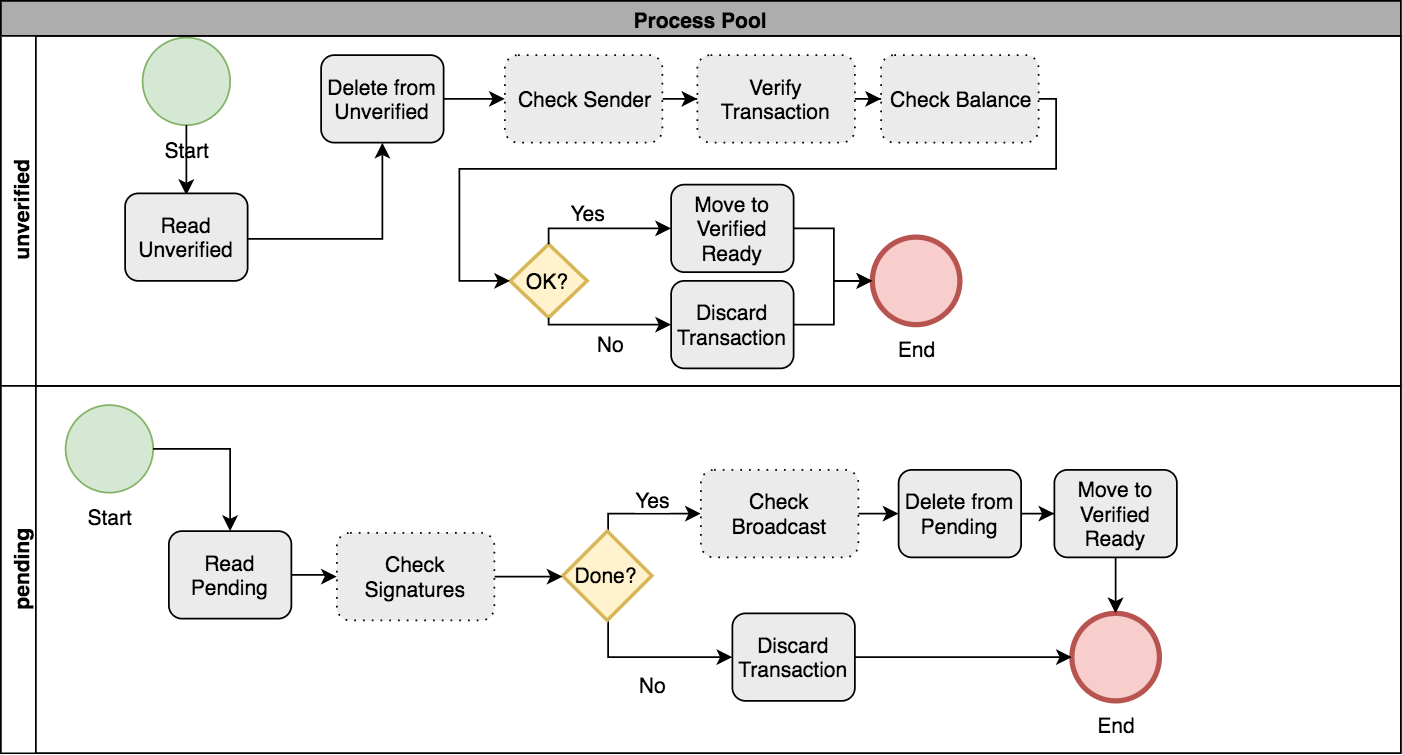 Process Pool
unverified
Start
Read
Unverified
Delete from
Unverified
Check Sender
Verify
Transaction
Check Balance
OK?
Yes
Move to
Verified
Ready
No
Discard
Transaction
End
pending
Start
Read
Pending
Check
Signatures
Done?
Yes
Check
Broadcast
Delete from
Pending
Move to
Verified
Ready
No
Discard
Transaction
End